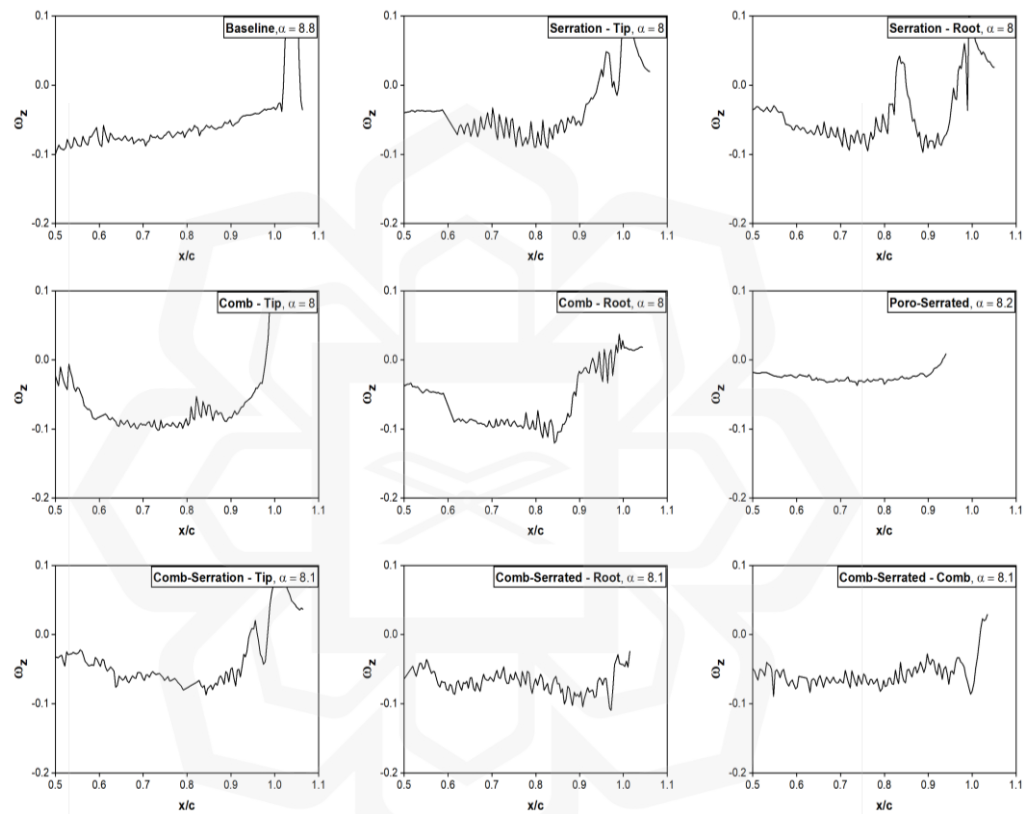 Baseline, α = 8.8
0.1
0.0
-0.1
-0.2
ωz
0.5 0.6 0.7 0.8 0.9 1.0 1.1
x/c
Serration - Tip, α = 8
0.1
0.0
-0.1
-0.2
ωz
0.5 0.6 0.7 0.8 0.9 1.0 1.1
x/c
Serration - Root, α = 8
0.1
0.0
-0.1
-0.2
ωz
0.5 0.6 0.7 0.8 0.9 1.0 1.1
x/c
Comb - Tip, α = 8
0.1
0.0
-0.1
-0.2
ωz
0.5 0.6 0.7 0.8 0.9 1.0 1.1
x/c
Comb - Root, α = 8
0.1
0.0
-0.1
-0.2
ωz
0.5 0.6 0.7 0.8 0.9 1.0 1.1
x/c
Poro-Serrated, α = 8.2
0.1
0.0
-0.1
-0.2
ωz
0.5 0.6 0.7 0.8 0.9 1.0 1.1
x/c
Comb-Serration - Tip, α = 8.1
0.1
0.0
-0.1
-0.2
ωz
0.5 0.6 0.7 0.8 0.9 1.0 1.1
x/c
Comb-Serrated - Root, α = 8.1
0.1
0.0
-0.1
-0.2
ωz
0.5 0.6 0.7 0.8 0.9 1.0 1.1
x/c
Comb-Serrated - Comb, α = 8.1
0.1
0.0
-0.1
-0.2
ωz
0.5 0.6 0.7 0.8 0.9 1.0 1.1
x/c